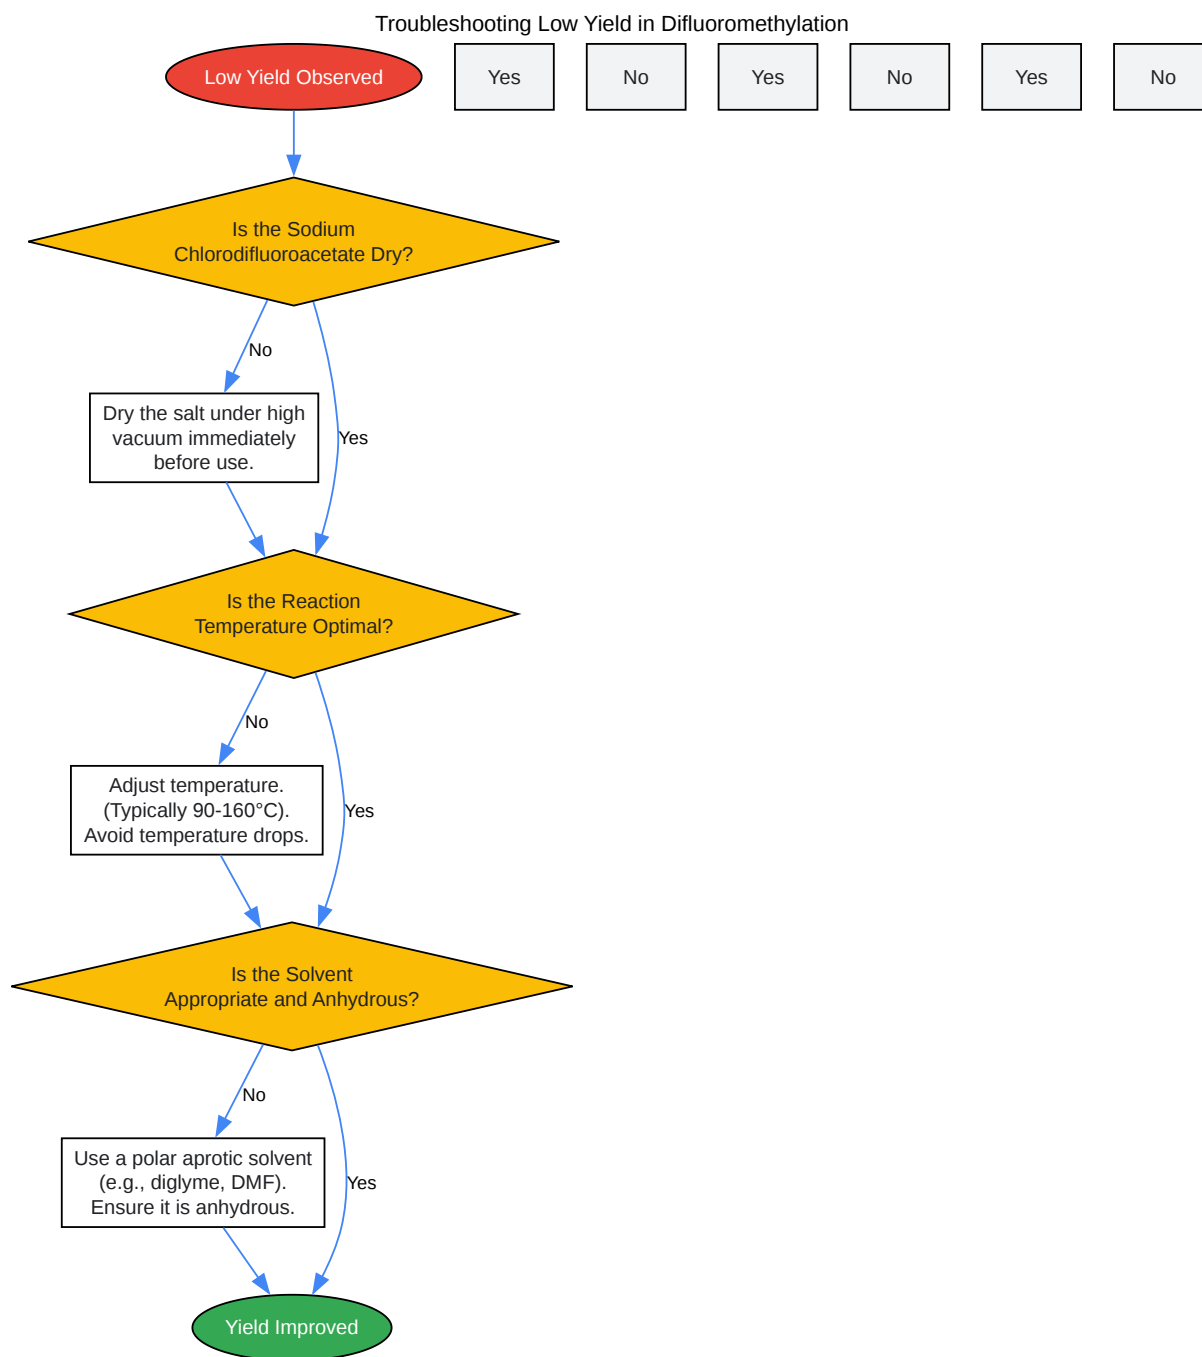 Troubleshooting Low Yield in Difluoromethylation
Low Yield Observed
Yes
No
Yes
No
Yes
No
Is the Sodium
Chlorodifluoroacetate Dry?
No
Dry the salt under high
vacuum immediately
before use.
Yes
Is the Reaction
Temperature Optimal?
No
Adjust temperature.
(Typically 90-160°C).
Avoid temperature drops.
Yes
Is the Solvent
Appropriate and Anhydrous?
No
Use a polar aprotic solvent
(e.g., diglyme, DMF).
Ensure it is anhydrous.
Yes
Yield Improved